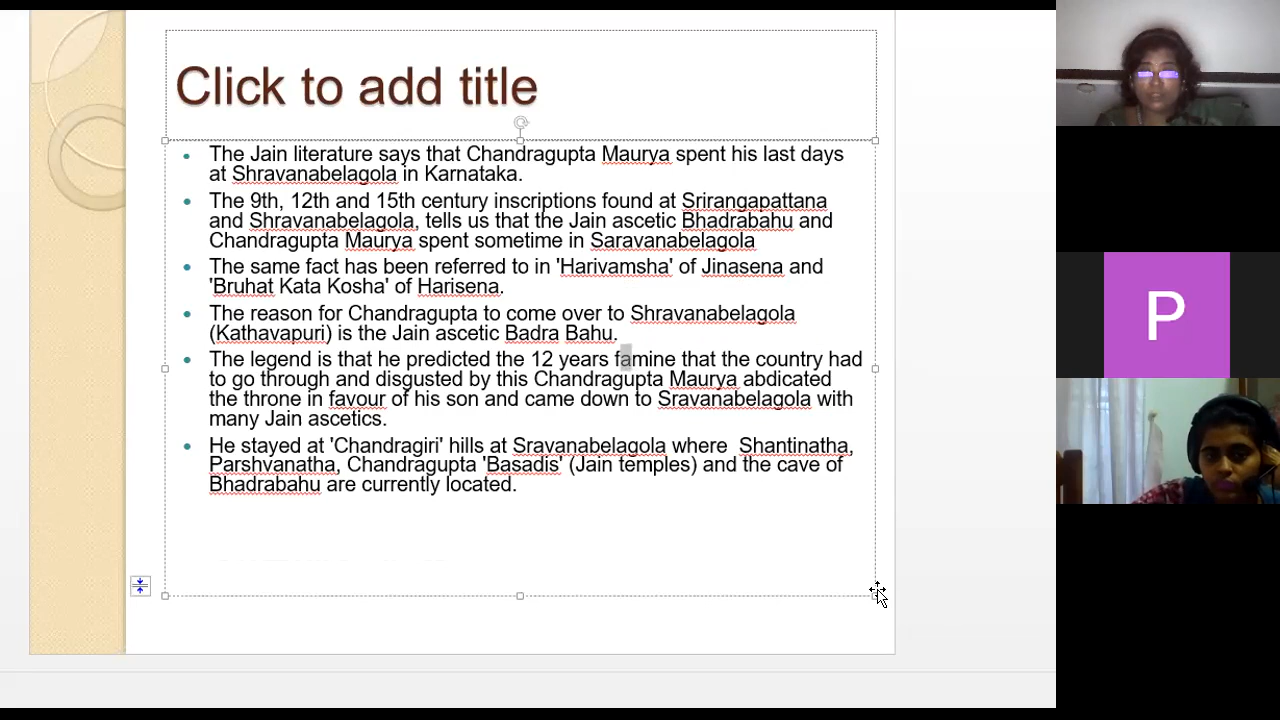 Click to add title
The Jain literature says that Chandragupta Maurya spent his last days
at Shravanabelagola in Karnataka.
The 9th, 12th and 15th century inscriptions found at Srirangapattana
and Shravanabelagola, tells us that the Jain ascetic Bhadrabahu and
Chandragupta Maurya spent sometime in Saravanabelagola
The same fact has been referred to in 'Harivamsha' of Jinasena and
'Bruhat Kata Kosha' of Harisena.
The reason for Chandragupta to come over to Shravanabelagola
(Kathavapuri) is the Jain ascetic Badra Bahu.
The legend is that he predicted the 12 years famine that the country had
to go through and disgusted by this Chandragupta Maurya abdicated
the throne in favour of his son and came down to Sravanabelagola with
many Jain ascetics.
He stayed at 'Chandragiri' hills at Sravanabelagola where  Shantinatha,
Parshvanatha, Chandragupta 'Basadis' (Jain temples) and the cave of
Bhadrabahu are currently located.
P